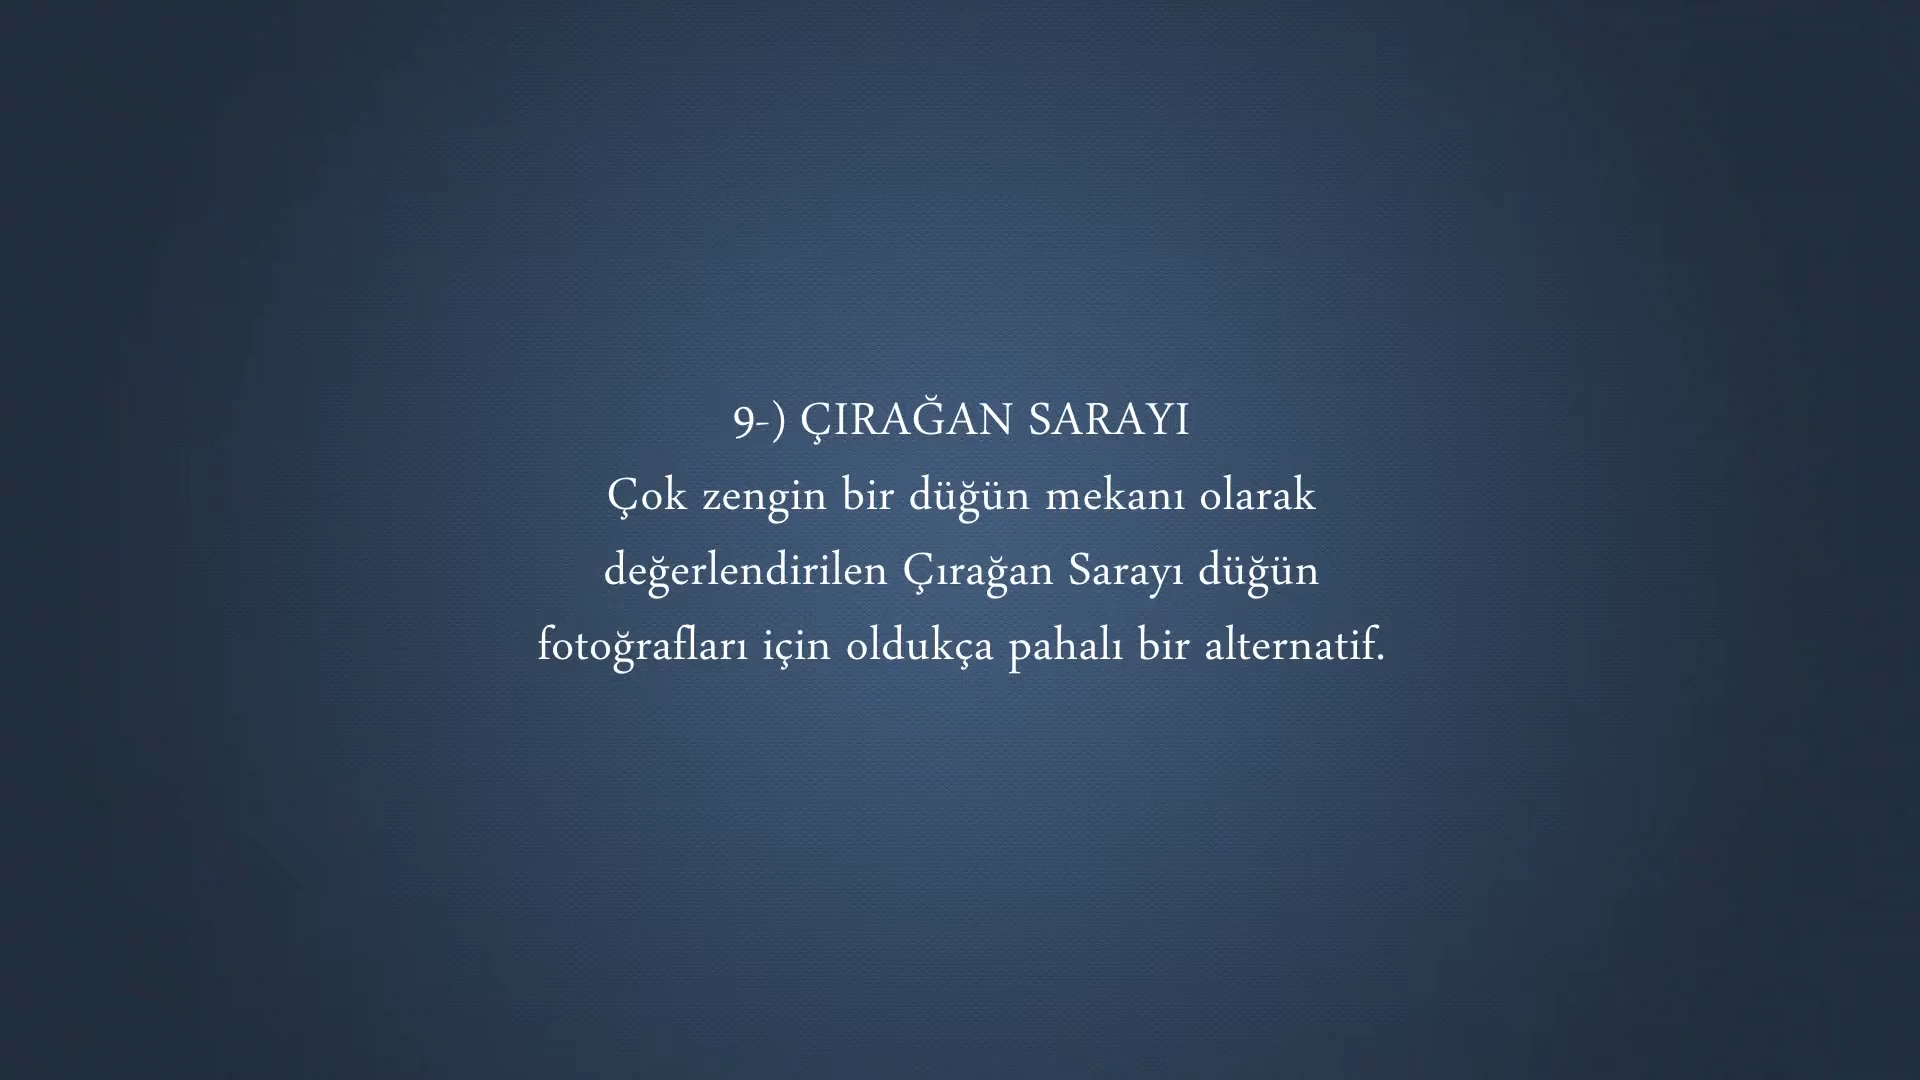 9-) ÇIRAĞAN SARAYI
Çok zengin bir düğün mekanı olarak
değerlendirilen Çırağan Sarayı düğün
fotoğrafları için oldukça pahalı bir alternatif.